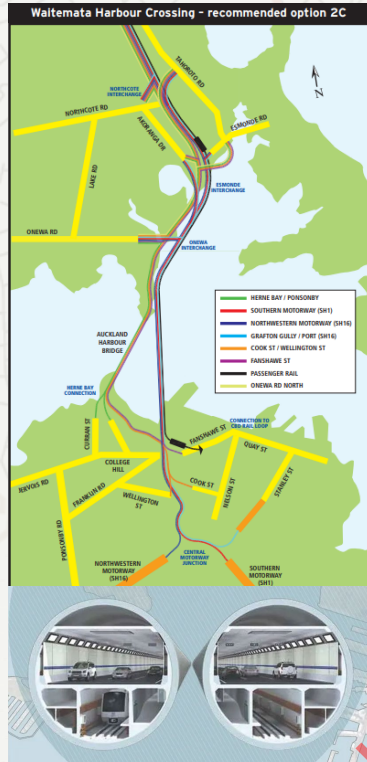 Waitemata Harbour Crossing – recommended option 2C
TAHOROTO RD
N
NORTHCOTE
INTERCHANGE
NORTHCOTE RD
AKORANGA DR
ESMONDE RD
LAKE RD
ESMONDE
INTERCHANGE
ONEWA RD
ONEWA
INTERCHANGE
HERNE BAY / PONSONBY
SOUTHERN MOTORWAY (SH1)
NORTHWESTERN MOTORWAY (SH16)
GRAFTON GULLY / PORT (SH16)
COOK ST / WELLINGTON ST
FANSHAWE ST
PASSENGER RAIL
ONEWA RD NORTH
AUCKLAND
HARBOUR
BRIDGE
HERNE BAY
CONNECTION
CURRAN ST
FANSHAWE ST
CONNECTION TO
CBD RAIL LOOP
QUAY ST
COLLEGE
HILL
JERVOIS RD
FRANKLIN RD
WELLINGTON
ST
COOK ST
NELSON ST
STANLEY ST
PONSONBY RD
CENTRAL
MOTORWAY
JUNCTION
NORTHWESTERN
MOTORWAY
(SH16)
SOUTHERN
MOTORWAY
(SH1)